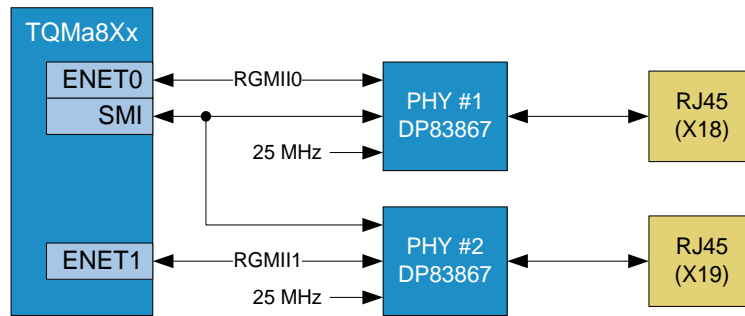 TQMa8Xx
ENET0
SMI
ENET1
RGMII0
25 MHz
RGMII1
25 MHz
PHY #1
DP83867
PHY #2
DP83867
RJ45
(X18)
RJ45
(X19)